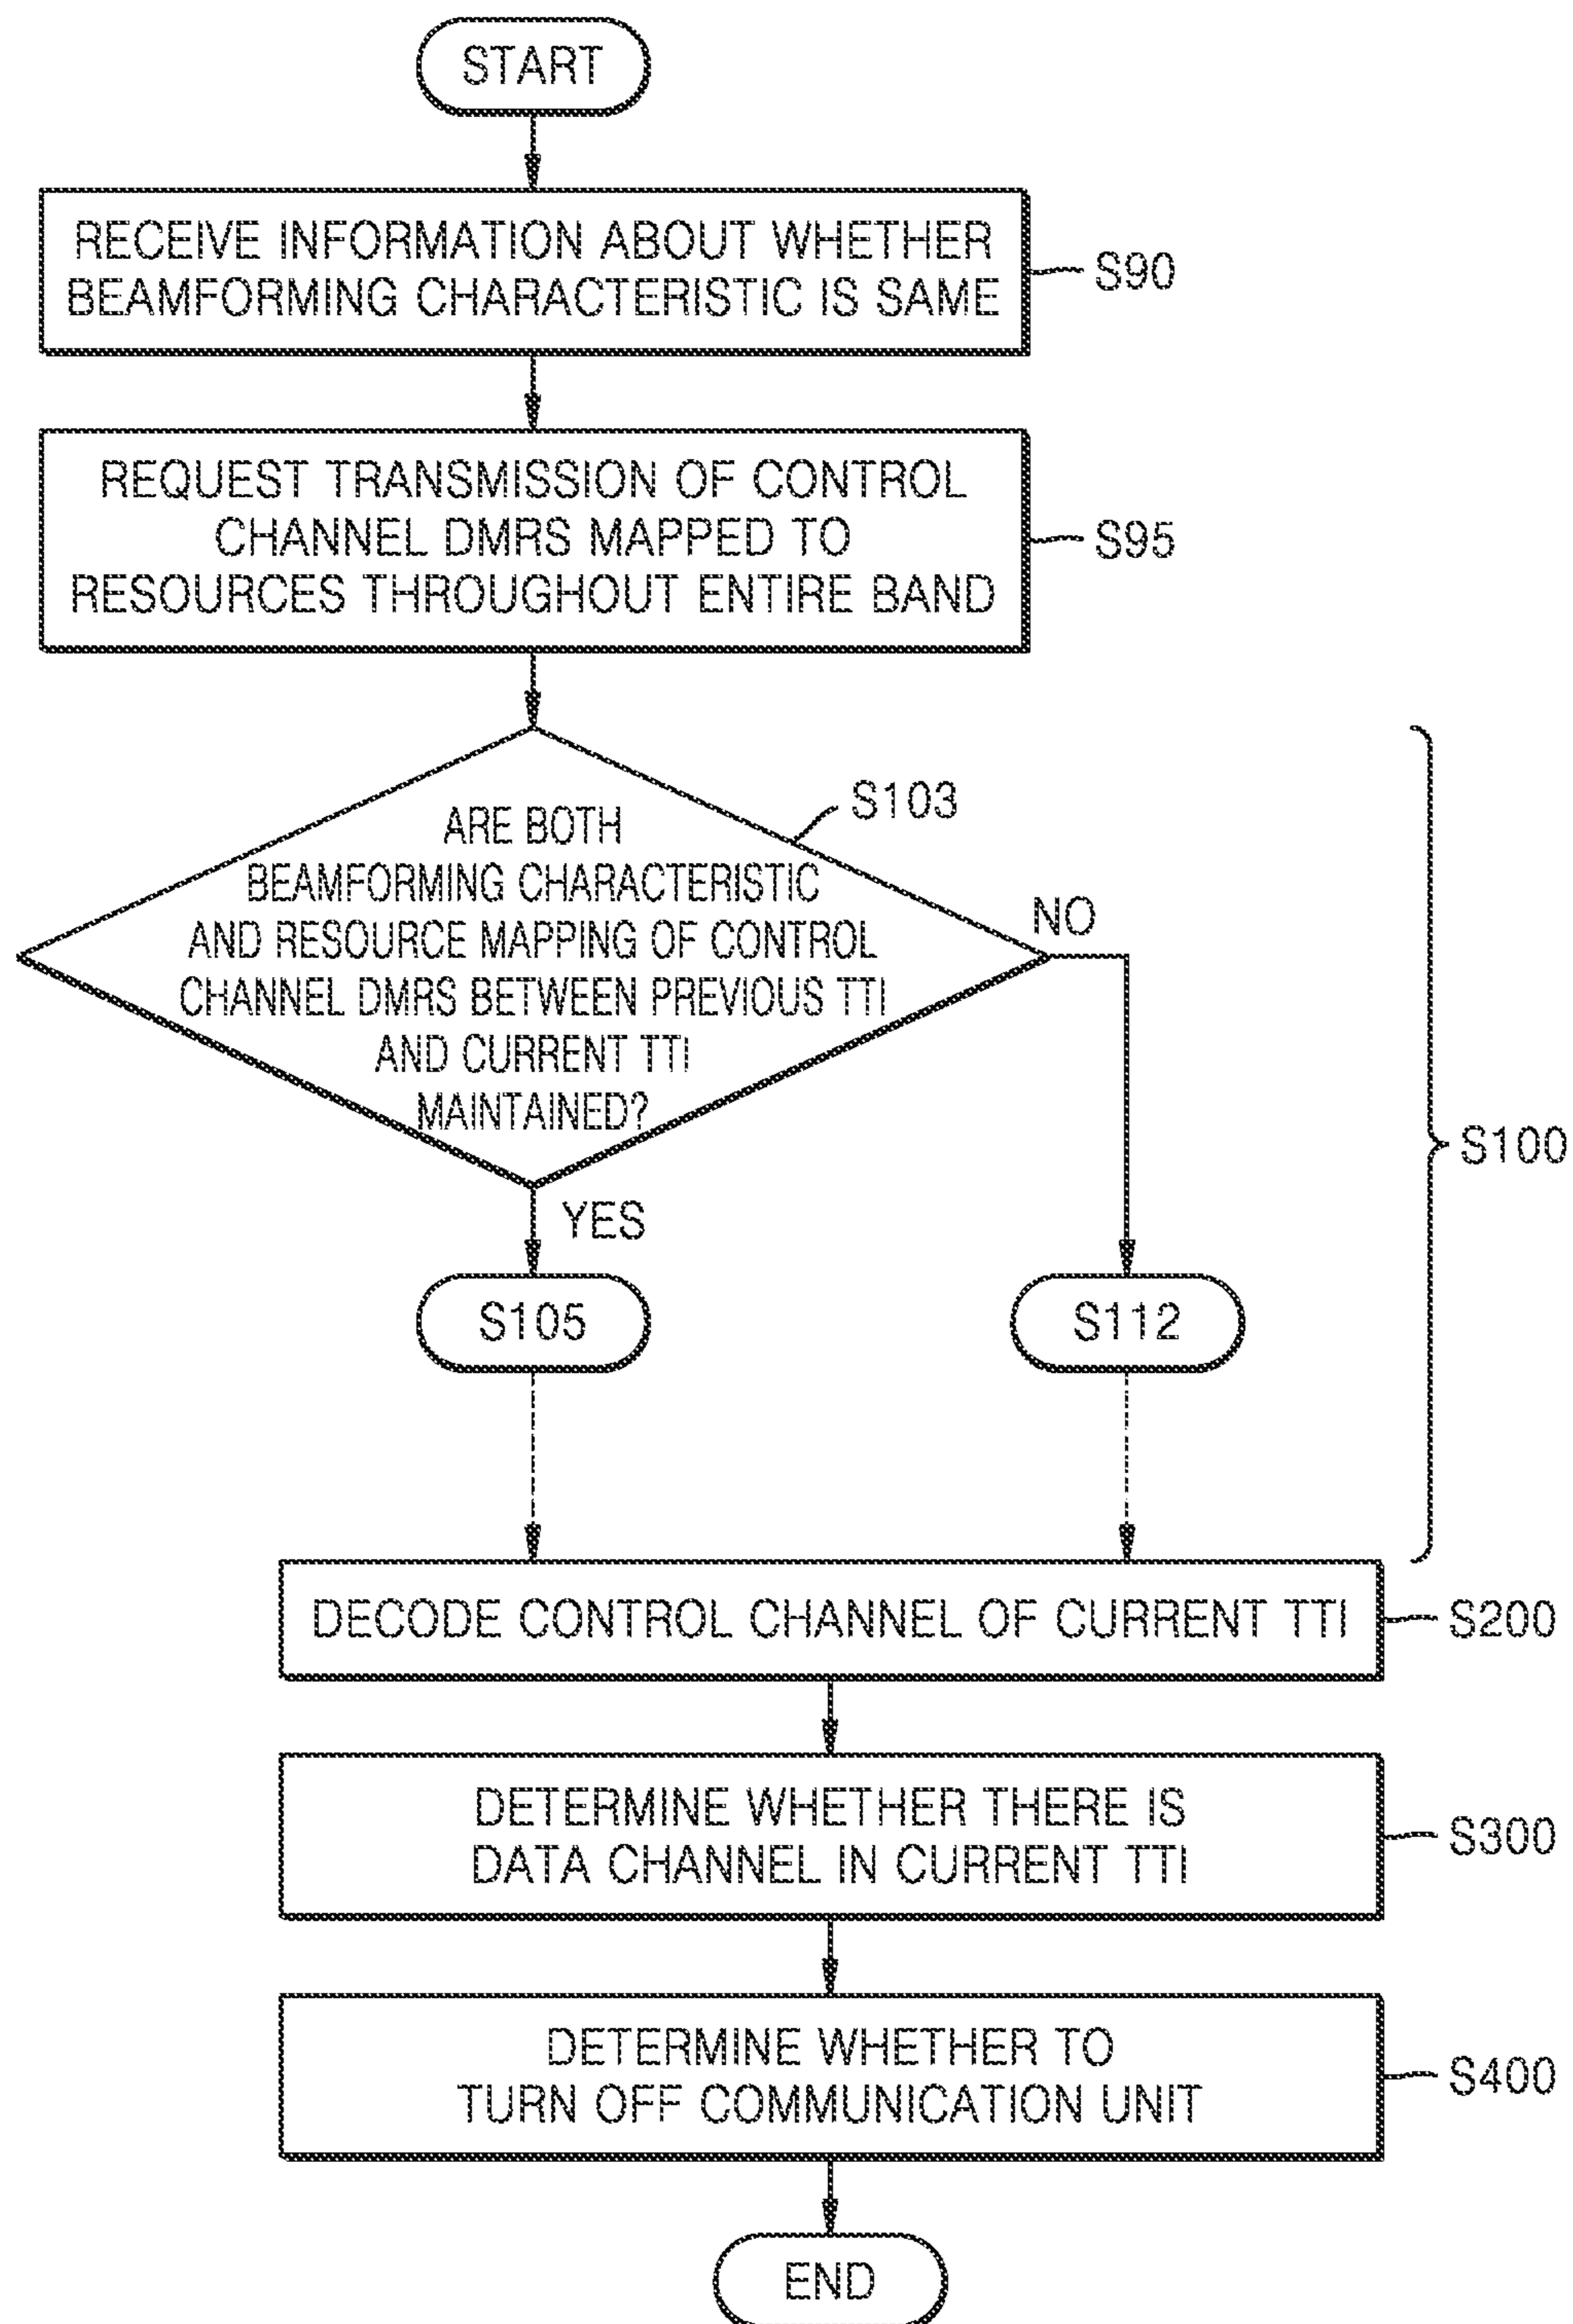 START
RECEIVE INFORMATION ABOUT WHETHER
BEAMFORMING CHARACTERISTIC IS SAME
S90
REQUEST TRANSMISSION OF CONTROL
CHANNEL DMRS MAPPED TO
RESOURCES THROUGHOUT ENTIRE BAND
S95
S103
ARE BOTH
BEAMFORMING CHARACTERISTIC
AND RESOURCE MAPPING OF CONTROL
CHANNEL DMRS BETWEEN PREVIOUS TTI
AND CURRENT TTI
MAINTAINED?
NO
YES
S100
S105
S112
DECODE CONTROL CHANNEL OF CURRENT TTI
S200
DETERMINE WHETHER THERE IS
DATA CHANNEL IN CURRENT TTI
S300
DETERMINE WHETHER TO
TURN OFF COMMUNICATION UNIT
S400
END